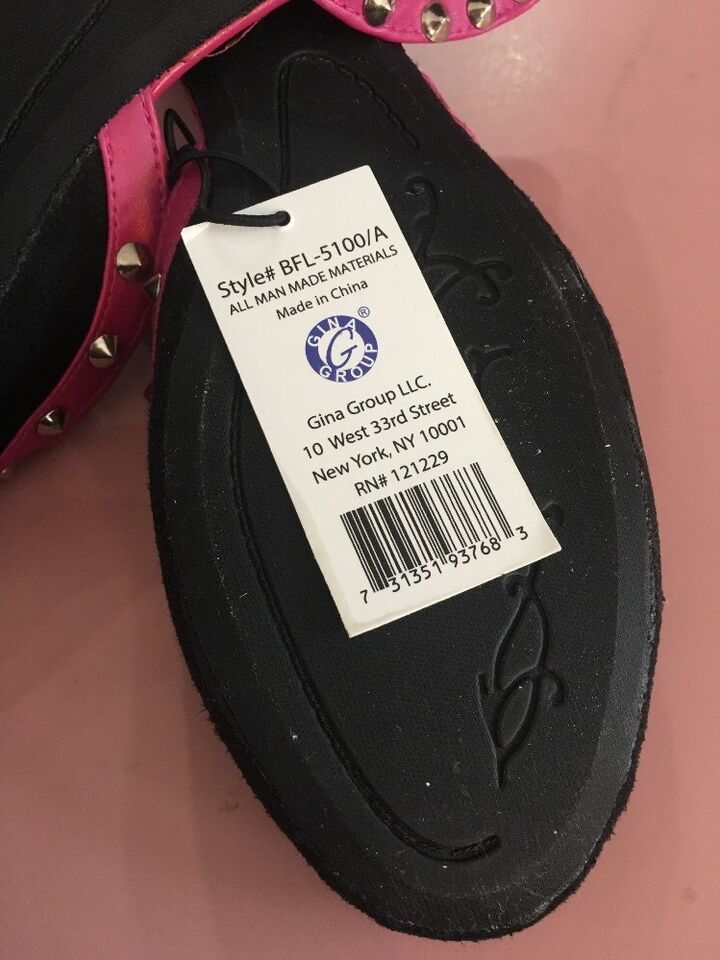 Style# BFL-5100/A
ALL MAN MADE MATERIALS
Made in China
GINA
G
GROUP
®
Gina Group LLC.
10 West 33rd Street
New York, NY 10001
RN# 121229
7 31351 93768 3